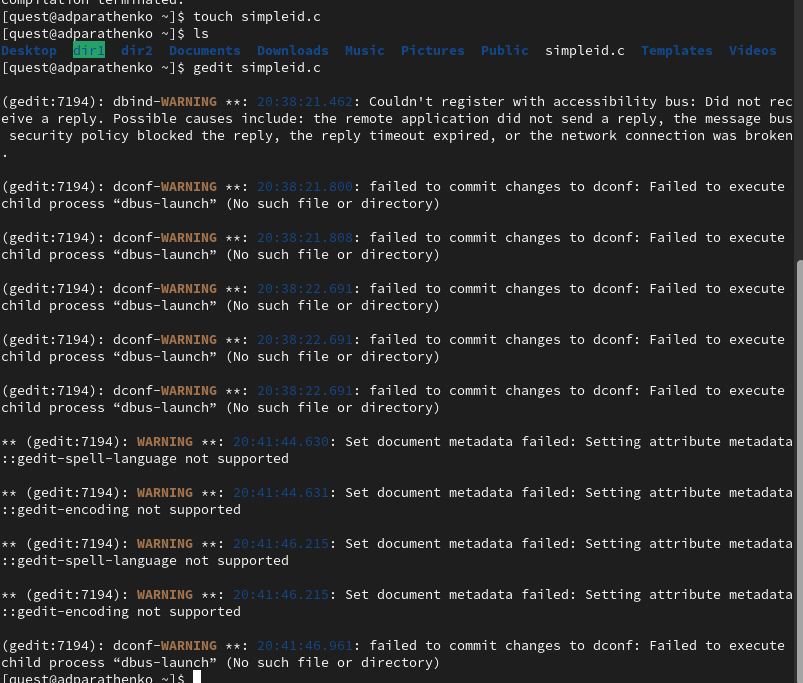 compilation terminated.
[quest@adparathenko ~]$ touch simpleid.c
[quest@adparathenko ~]$ ls
Desktop dir1 dir2 Documents Downloads Music Pictures Public simpleid.c Templates Videos
[quest@adparathenko ~]$ gedit simpleid.c
(gedit:7194): dbind-WARNING **: 20:38:21.462: Couldn't register with accessibility bus: Did not rec
eive a reply. Possible causes include: the remote application did not send a reply, the message bus
security policy blocked the reply, the reply timeout expired, or the network connection was broken
.
(gedit:7194): dconf-WARNING **: 20:38:21.800: failed to commit changes to dconf: Failed to execute
child process “dbus-launch” (No such file or directory)
(gedit:7194): dconf-WARNING **: 20:38:21.808: failed to commit changes to dconf: Failed to execute
child process “dbus-launch” (No such file or directory)
(gedit:7194): dconf-WARNING **: 20:38:22.691: failed to commit changes to dconf: Failed to execute
child process “dbus-launch” (No such file or directory)
(gedit:7194): dconf-WARNING **: 20:38:22.691: failed to commit changes to dconf: Failed to execute
child process “dbus-launch” (No such file or directory)
(gedit:7194): dconf-WARNING **: 20:38:22.691: failed to commit changes to dconf: Failed to execute
child process “dbus-launch” (No such file or directory)
** (gedit:7194): WARNING **: 20:41:44.630: Set document metadata failed: Setting attribute metadata
::gedit-spell-language not supported
** (gedit:7194): WARNING **: 20:41:44.631: Set document metadata failed: Setting attribute metadata
::gedit-encoding not supported
** (gedit:7194): WARNING **: 20:41:46.215: Set document metadata failed: Setting attribute metadata
::gedit-spell-language not supported
** (gedit:7194): WARNING **: 20:41:46.215: Set document metadata failed: Setting attribute metadata
::gedit-encoding not supported
(gedit:7194): dconf-WARNING **: 20:41:46.961: failed to commit changes to dconf: Failed to execute
child process “dbus-launch” (No such file or directory)
[quest@adparathenko ~]$